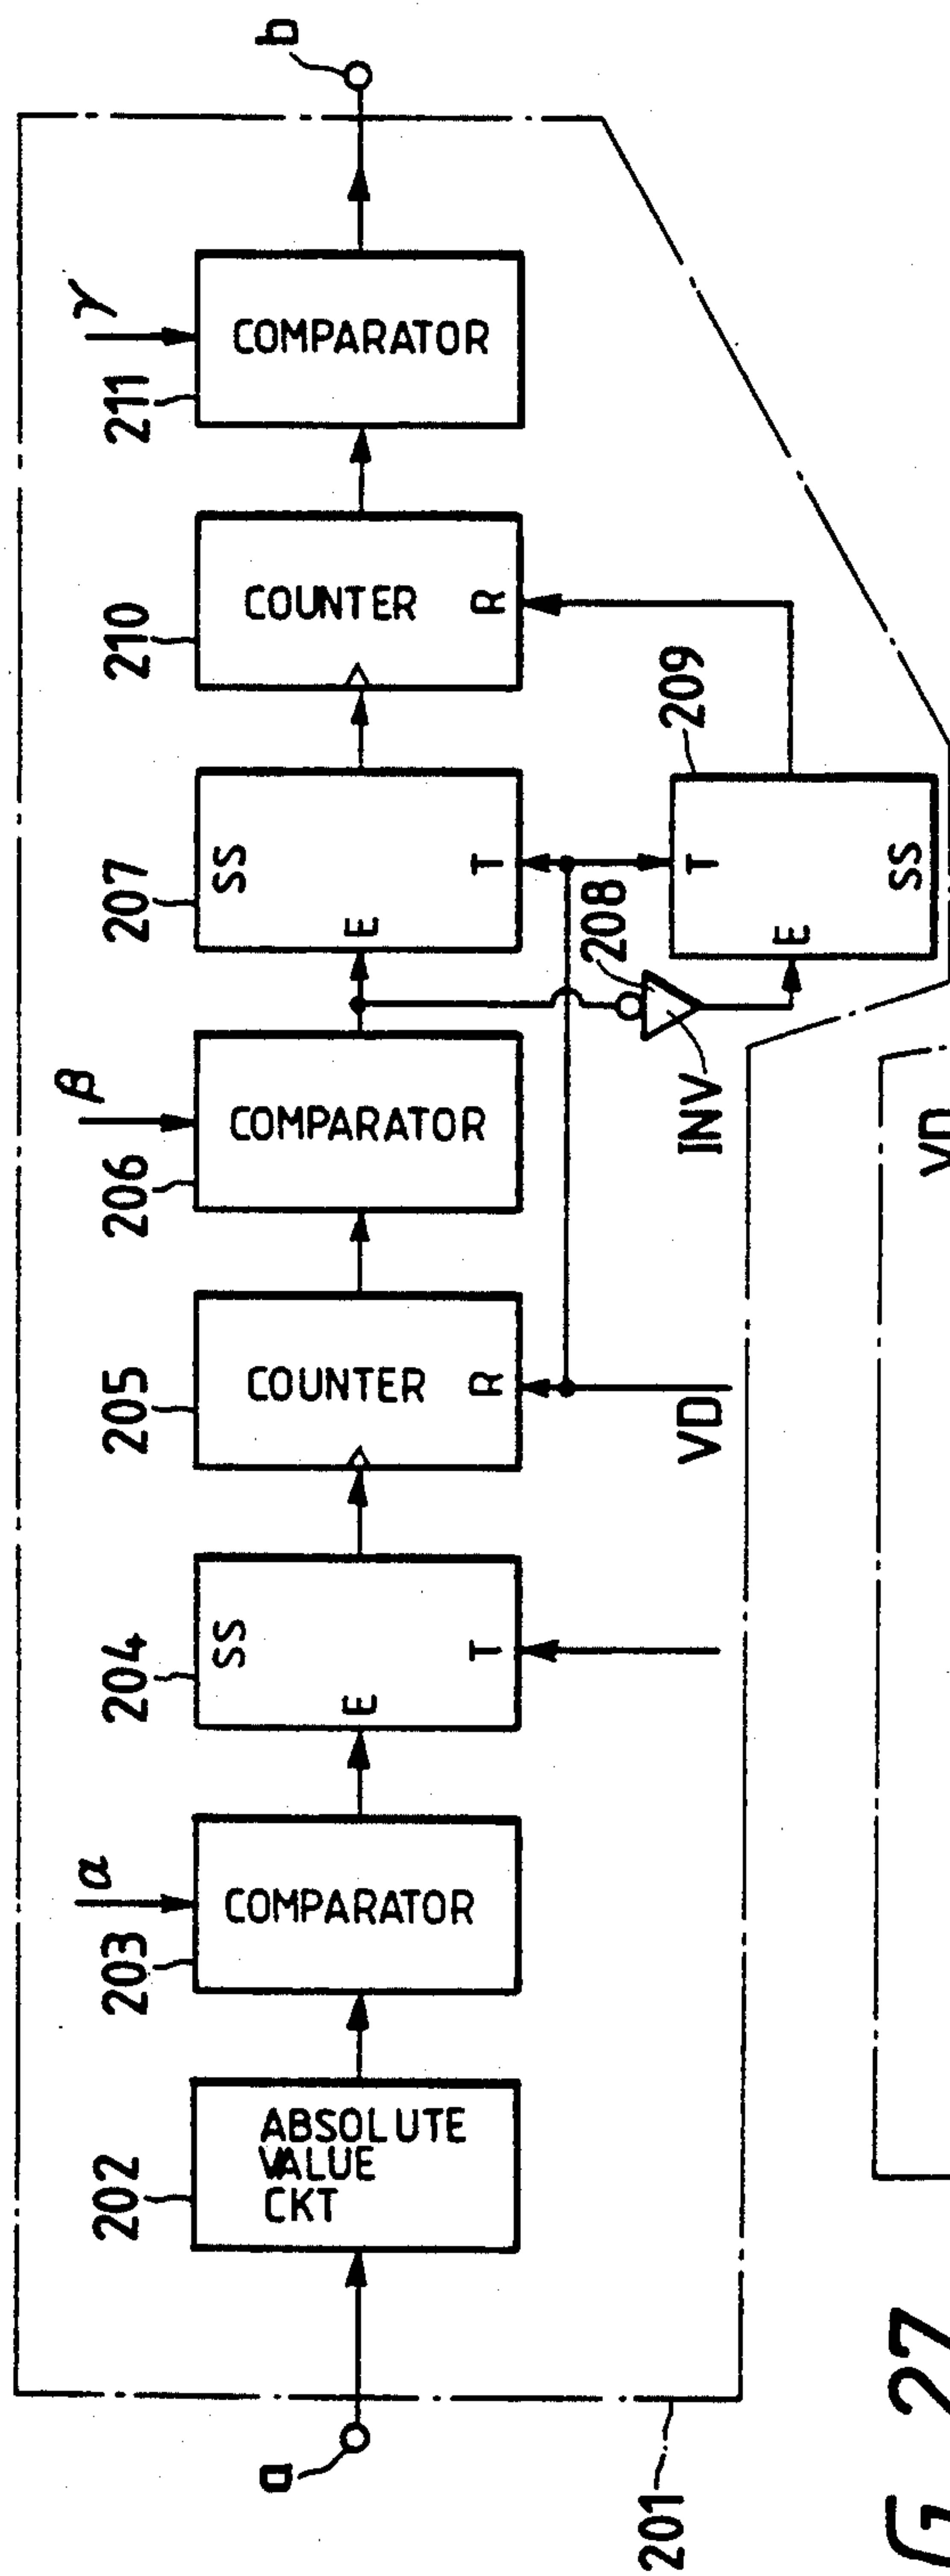 a
201
202
ABSOLUTE
VALUE
CKT
203
α
COMPARATOR
204
SS
E
T
205
COUNTER
R
VD
206
β
COMPARATOR
INV
208
207
SS
E
T
209
E
T
SS
210
COUNTER
R
211
γ
COMPARATOR
b
G 27
VD